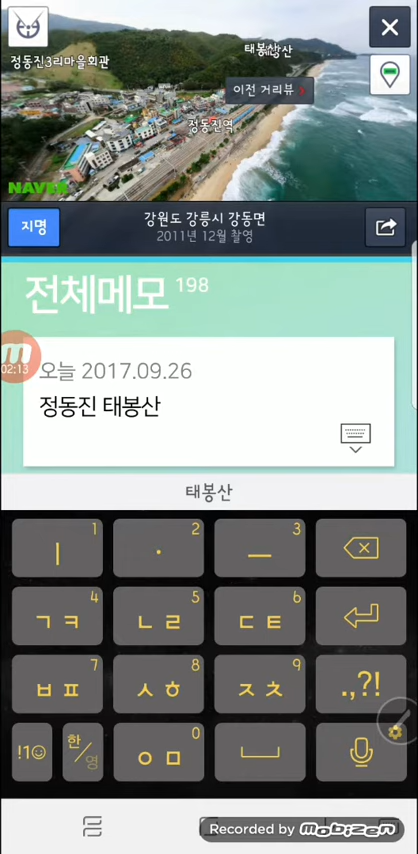 태봉산
정동진3리마을회관
이전 거리뷰
정동진역
NAVER
지명
강원도 강릉시 강동면
2011년 12월 촬영
전체메모 198
02:13
오늘 2017.09.26
정동진 태봉산
태봉산
ㅣ 1
· 2
ㅡ 3
ㄱㅋ 4
ㄴㄹ 5
ㄷㅌ 6
ㅂㅍ 7
ㅅㅎ 8
ㅈㅊ 9
.,?!
!1☺
한/영
ㅇㅁ 0
Recorded by mobizen